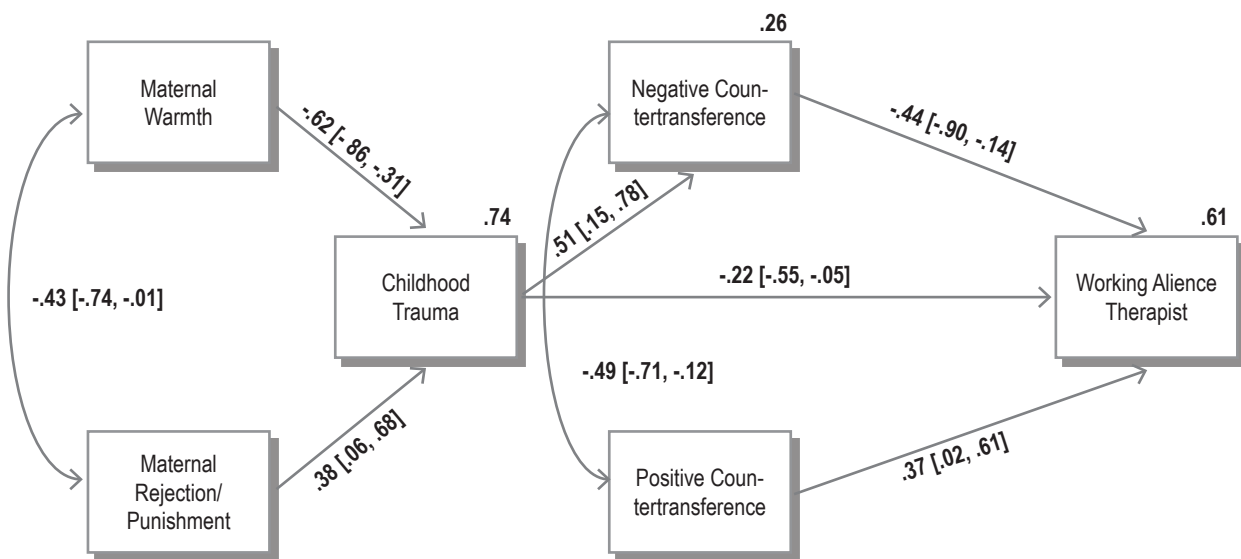 .26
Maternal
Warmth
Negative Coun-
tertransference
-.62 [-.86, -.31]
-.44 [-.90, -.14]
.74
.51 [.15, .78]
.61
Childhood
Trauma
-.22 [-.55, -.05]
Working Alience
Therapist
-.43 [-.74, -.01]
-.49 [-.71, -.12]
.38 [.06, .68]
.37 [.02, .61]
Maternal
Rejection/
Punishment
Positive Coun-
tertransference